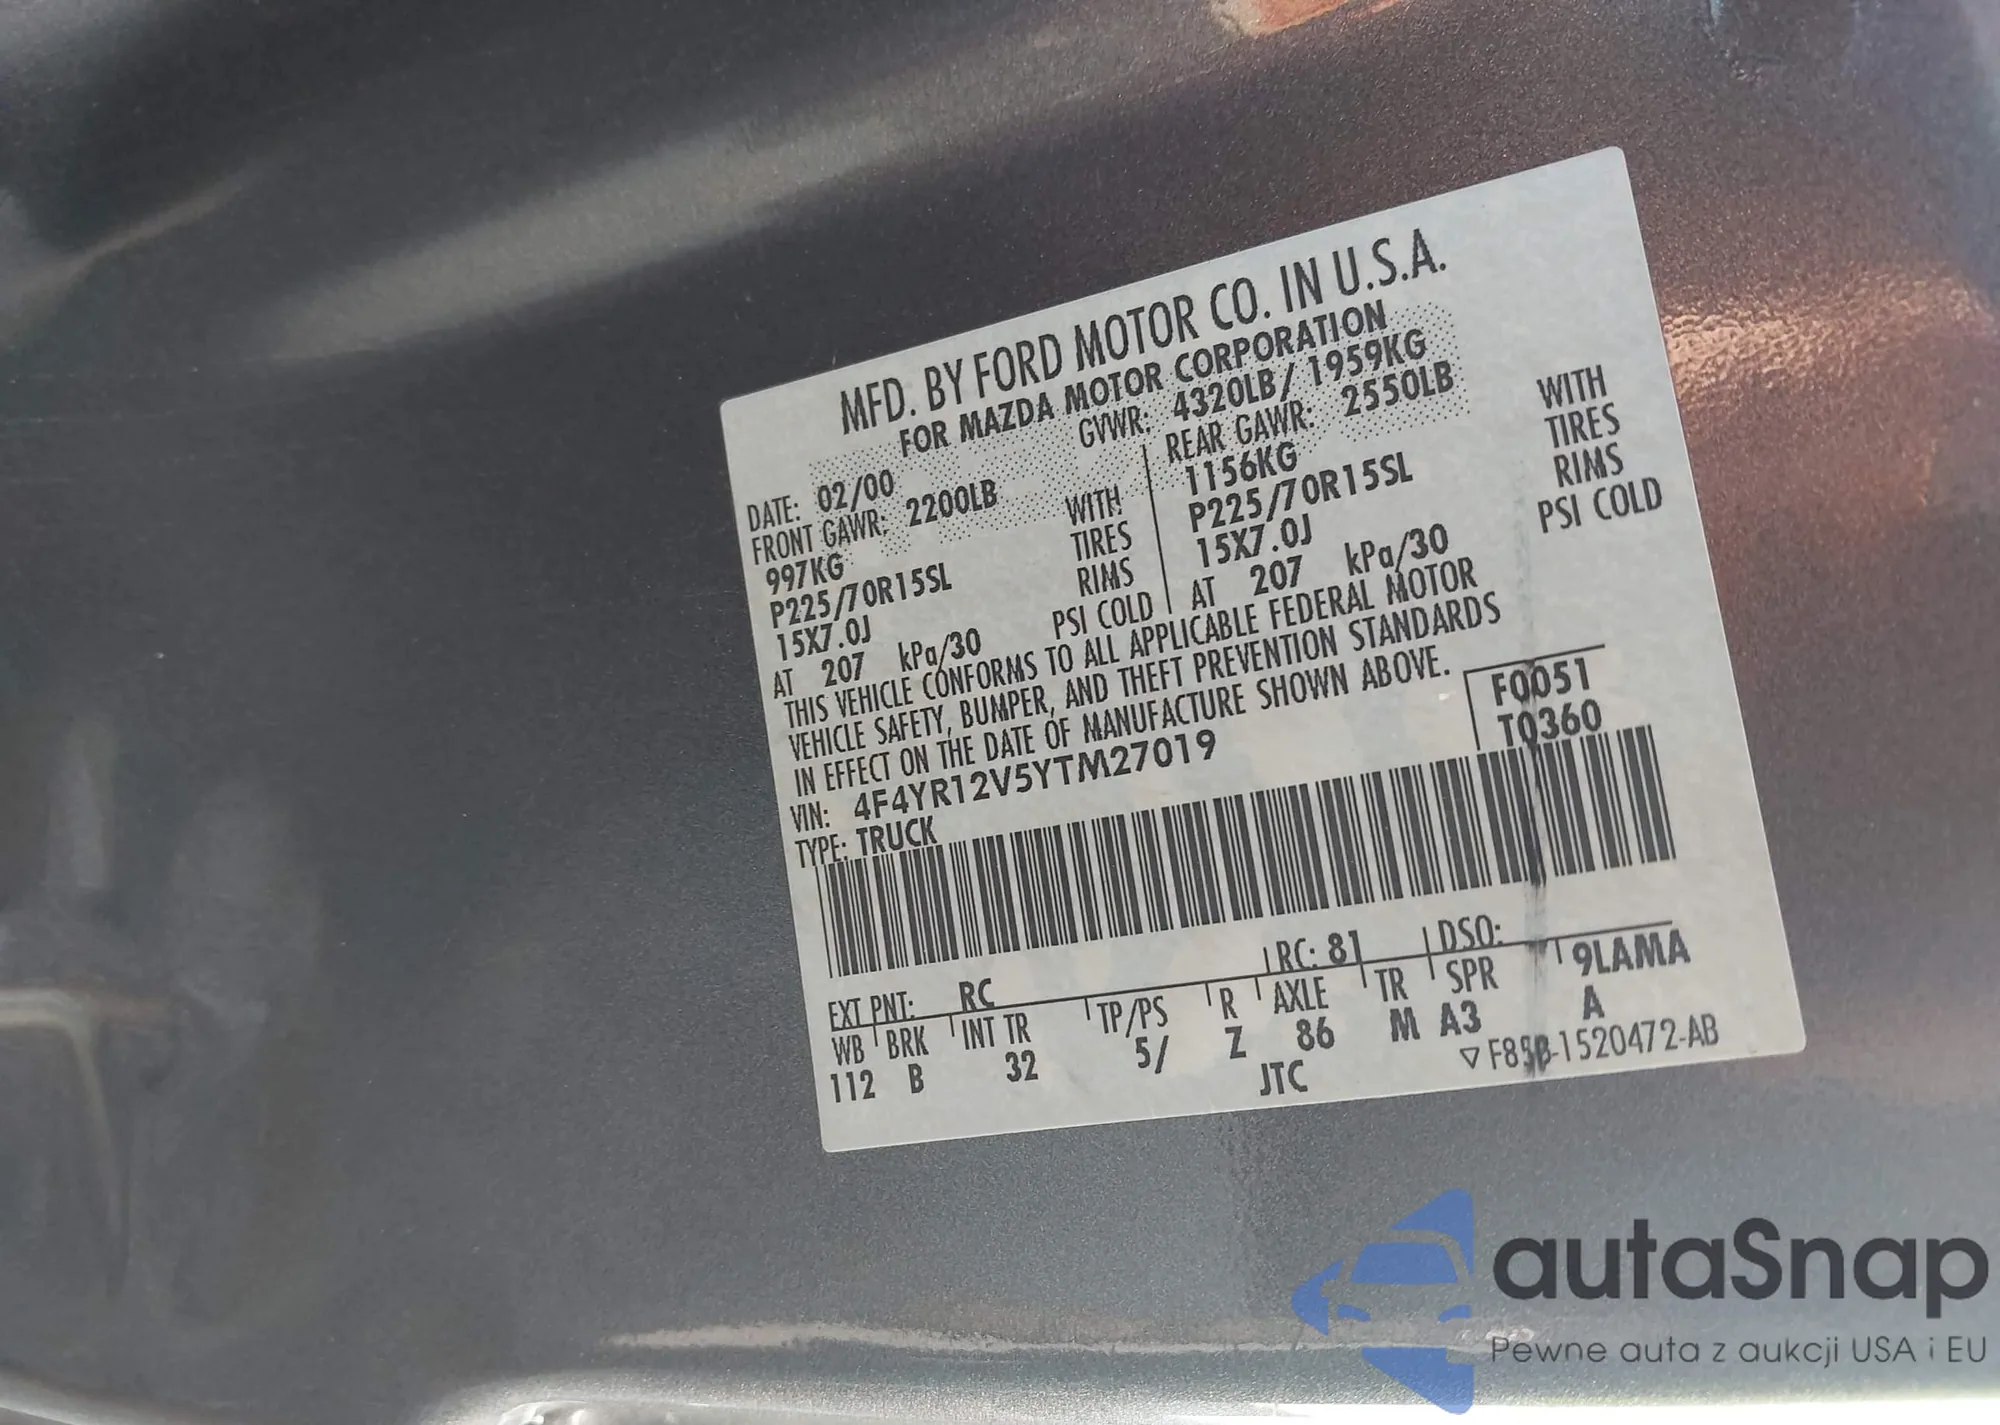 MFD. BY FORD MOTOR CO. IN U.S.A.
FOR MAZDA MOTOR CORPORATION
DATE: 02/00 GVWR: 4320LB/ 1959KG
FRONT GAWR: 2200LB REAR GAWR: 2550LB
997KG WITH 1156KG WITH
P225/70R15SL TIRES P225/70R15SL TIRES
15X7.0J RIMS 15X7.0J RIMS
AT 207 kPa/30 PSI COLD AT 207 kPa/30 PSI COLD
THIS VEHICLE CONFORMS TO ALL APPLICABLE FEDERAL MOTOR
VEHICLE SAFETY, BUMPER, AND THEFT PREVENTION STANDARDS
IN EFFECT ON THE DATE OF MANUFACTURE SHOWN ABOVE.
VIN: 4F4YR12V5YTM27019 F0051
TYPE: TRUCK T0360
EXT PNT: RC RC: 81 DSO:
WB BRK INT TR TP/PS R AXLE TR SPR 9LAMA
112 B 32 5/ Z 86 M A3 A
JTC ▽ F85B-1520472-AB
autaSnap
Pewne auta z aukcji USA i EU